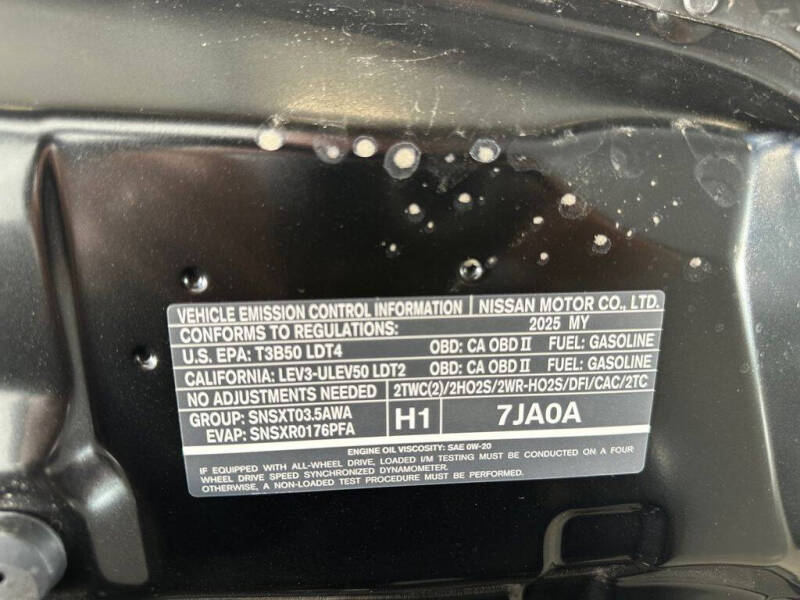 VEHICLE EMISSION CONTROL INFORMATION NISSAN MOTOR CO., LTD.
CONFORMS TO REGULATIONS: 2025 MY
U.S. EPA: T3B50 LDT4 OBD: CA OBD II FUEL: GASOLINE
CALIFORNIA: LEV3-ULEV50 LDT2 OBD: CA OBD II FUEL: GASOLINE
NO ADJUSTMENTS NEEDED 2TWC(2)/2HO2S/2WR-HO2S/DFI/CAC/2TC
GROUP: SNSXT03.5AWA H1 7JA0A
EVAP: SNSXR0176PFA
ENGINE OIL VISCOSITY: SAE 0W-20
IF EQUIPPED WITH ALL-WHEEL DRIVE, LOADED I/M TESTING MUST BE CONDUCTED ON A FOUR
WHEEL DRIVE SPEED SYNCHRONIZED DYNAMOMETER.
OTHERWISE, A NON-LOADED TEST PROCEDURE MUST BE PERFORMED.